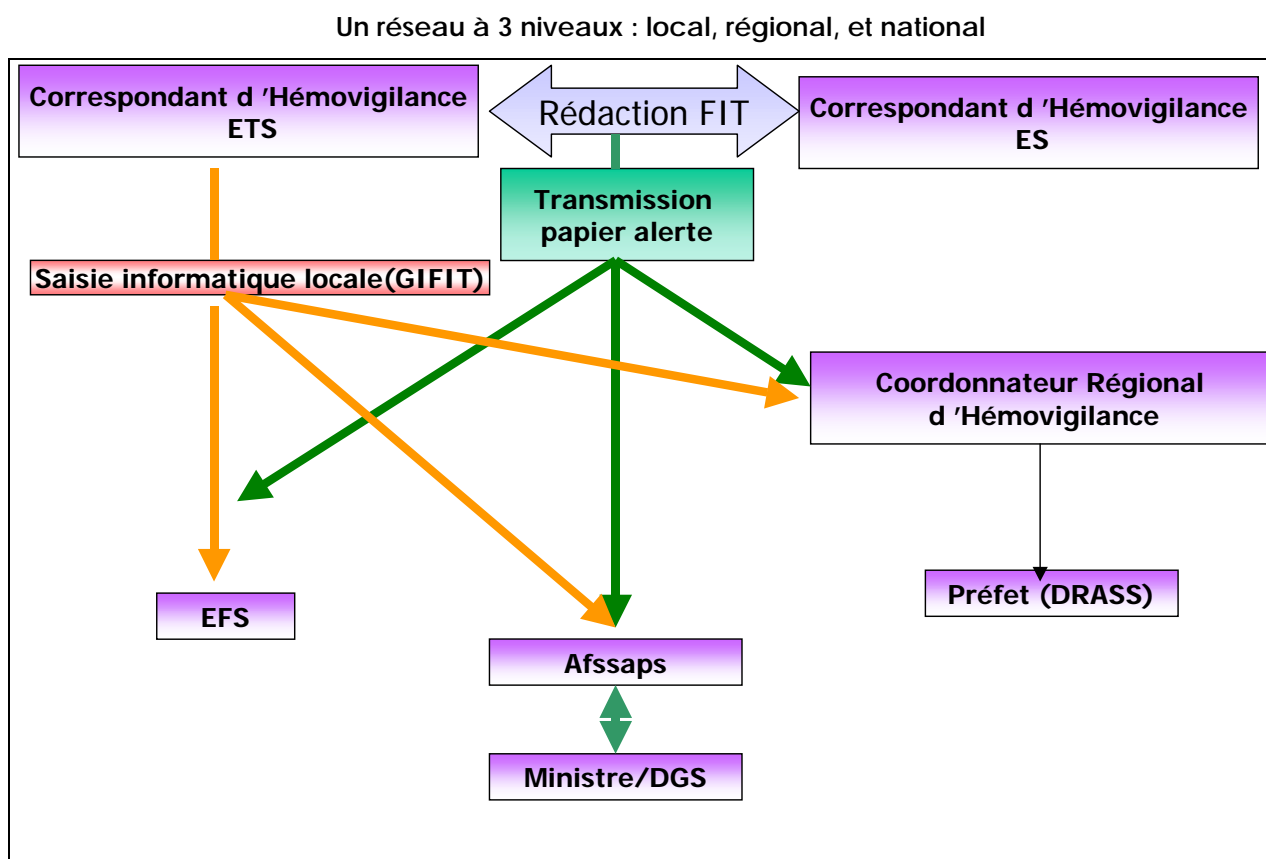 Un réseau à 3 niveaux : local, régional, et national
Correspondant d ’Hémovigilance
ETS
Rédaction FIT
Correspondant d ’Hémovigilance
ES
Transmission
papier alerte
Saisie informatique locale(GIFIT)
Coordonnateur Régional
d ’Hémovigilance
EFS
Préfet (DRASS)
Afssaps
Ministre/DGS